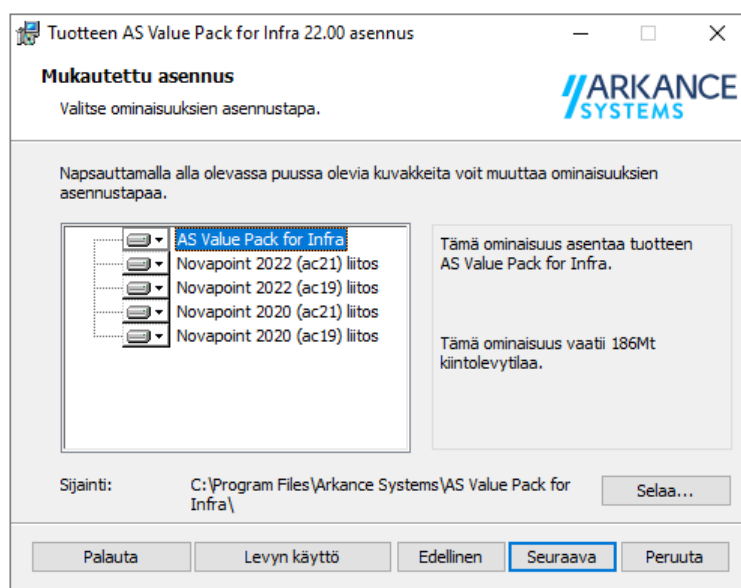 Tuotteen AS Value Pack for Infra 22.00 asennus
Mukautettu asennus
Valitse ominaisuuksien asennustapa.
ARKANCE
SYSTEMS
Napsauttamalla alla olevassa puussa olevia kuvakkeita voit muuttaa ominaisuuksien
asennustapaa.
AS Value Pack for Infra
Novapoint 2022 (ac21) liitos
Novapoint 2022 (ac19) liitos
Novapoint 2020 (ac21) liitos
Novapoint 2020 (ac19) liitos
Tämä ominaisuus asentaa tuotteen
AS Value Pack for Infra.
Tämä ominaisuus vaatii 186Mt
kiintolevytilaa.
Sijainti:
C:\Program Files\Arkance Systems\AS Value Pack for
Infra\
Selaa...
Palauta
Levyn käyttö
Edellinen
Seuraava
Peruuta